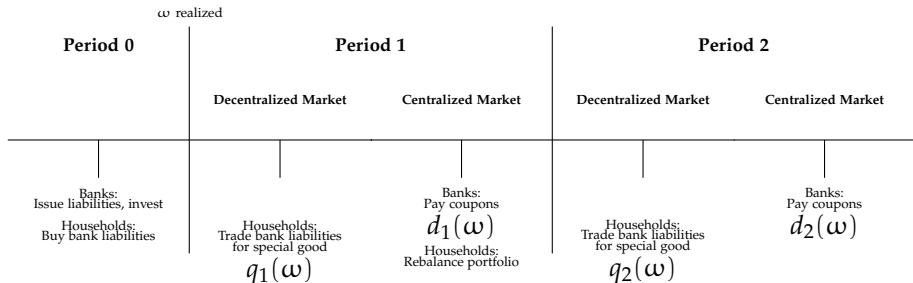 ω realized
Period 0
Period 1
Period 2
Decentralized Market
Centralized Market
Decentralized Market
Centralized Market
Banks:
Issue liabilities, invest
Households:
Buy bank liabilities
Households:
Trade bank liabilities
for special good
q₁(ω)
Banks:
Pay coupons
d₁(ω)
Households:
Rebalance portfolio
Households:
Trade bank liabilities
for special good
q₂(ω)
Banks:
Pay coupons
d₂(ω)